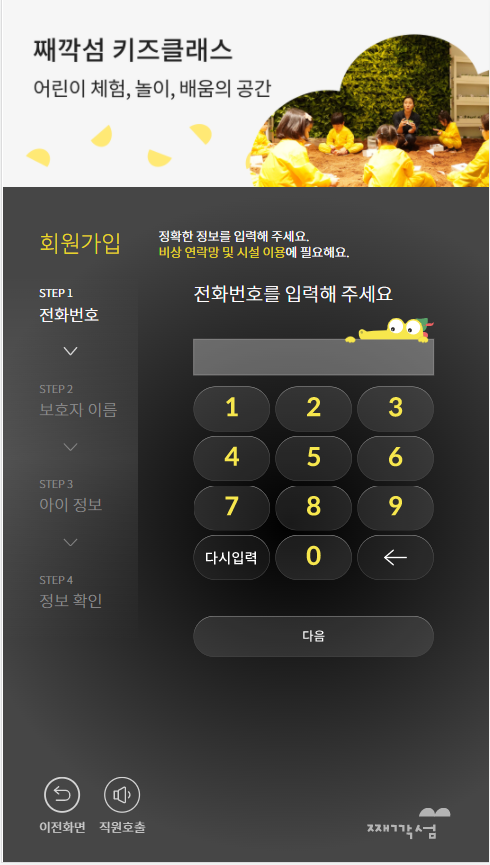 째깍섬 키즈클래스
어린이 체험, 놀이, 배움의 공간
회원가입
정확한 정보를 입력해 주세요.
비상 연락망 및 시설 이용에 필요해요.
STEP 1
전화번호
STEP 2
보호자 이름
STEP 3
아이 정보
STEP 4
정보 확인
전화번호를 입력해 주세요
1 2 3
4 5 6
7 8 9
다시입력 0
다음
이전화면 직원호출
째깍섬